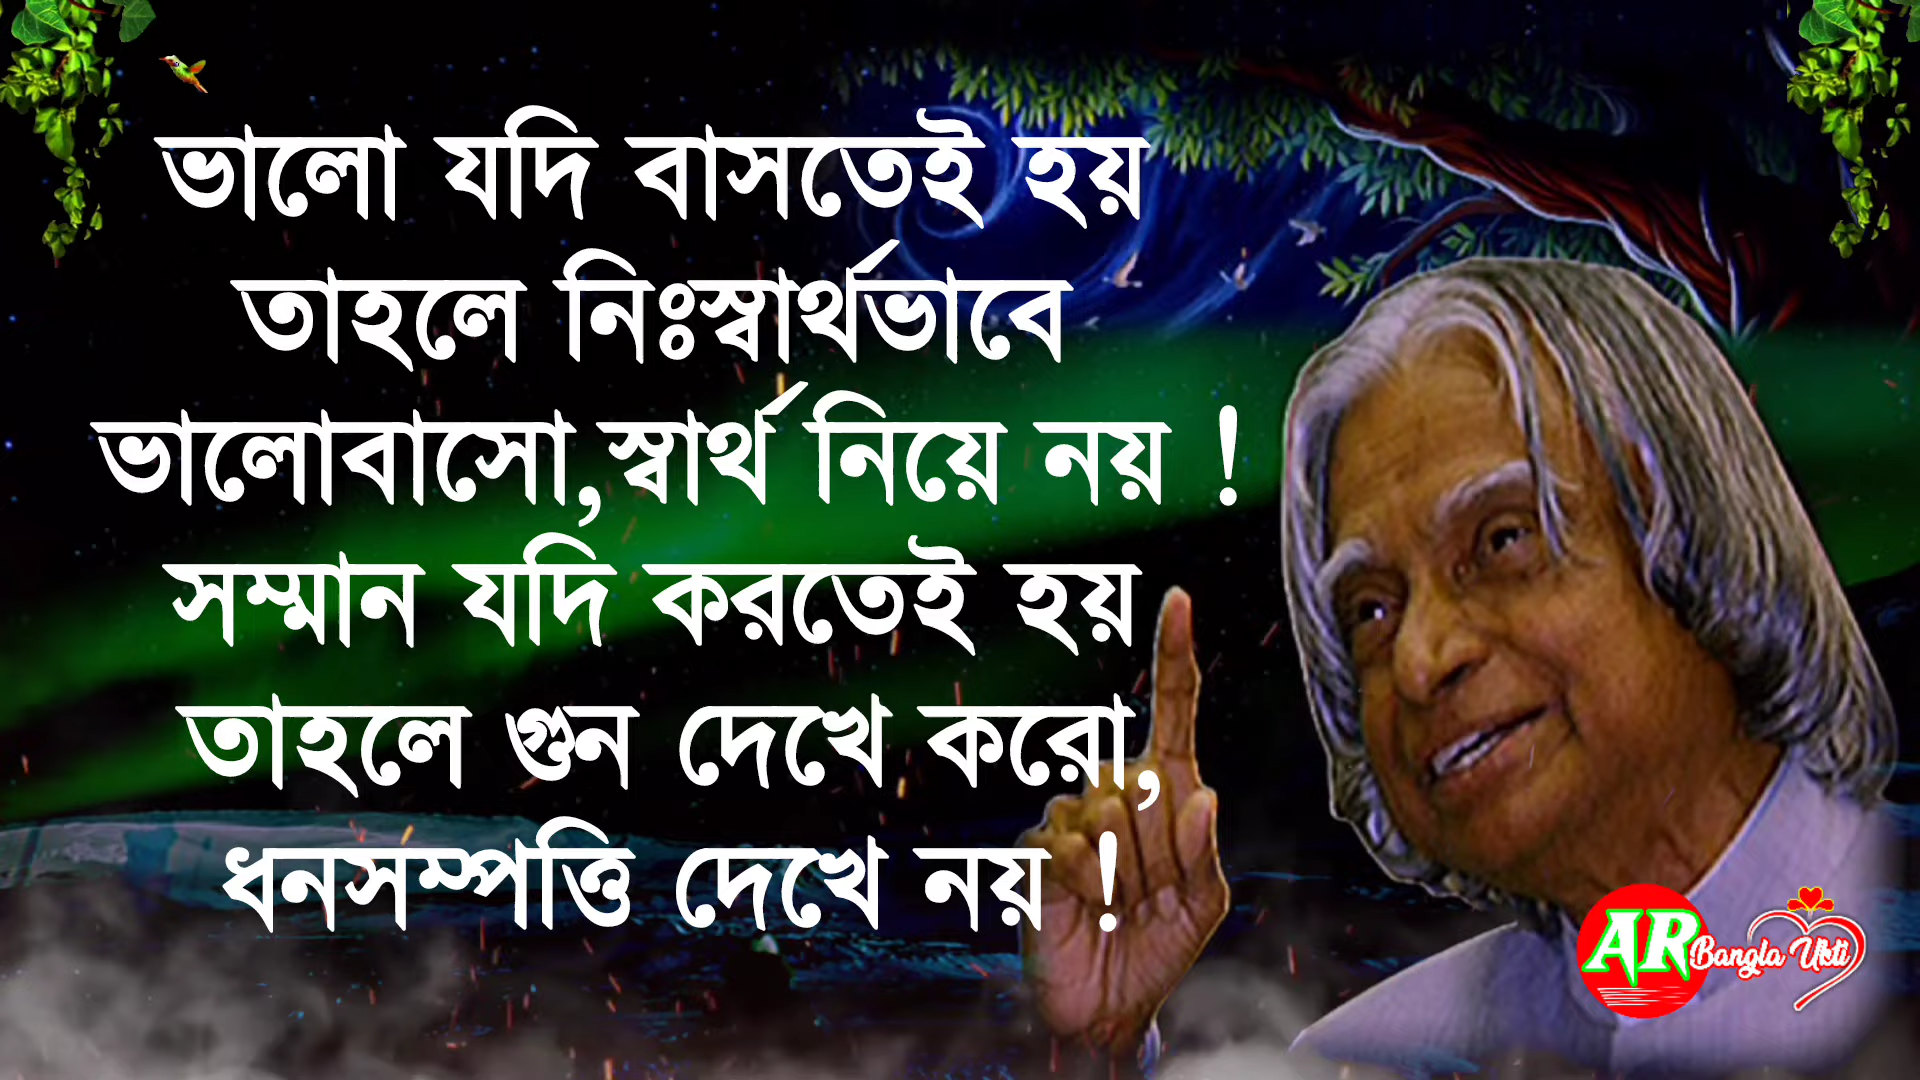 ভালো যদি বাসতেই হয়
তাহলে নিঃস্বার্থভাবে
ভালোবাসো,স্বার্থ নিয়ে নয় !
সম্মান যদি করতেই হয়
তাহলে গুন দেখে করো,
ধনসম্পত্তি দেখে নয় !
AR Bangla Ukti